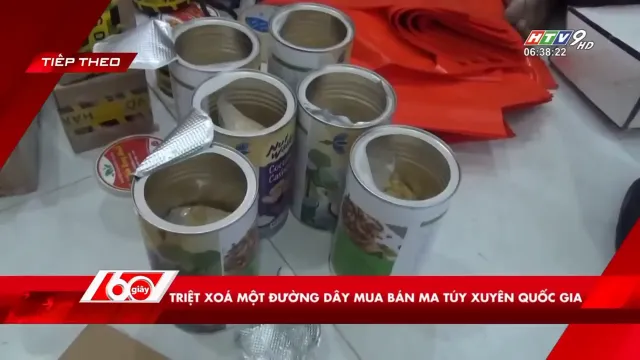 TIẾP THEO
HTV9 HD
06:38:22
Nut
60 giây
TRIỆT XOÁ MỘT ĐƯỜNG DÂY MUA BÁN MA TÚY XUYÊN QUỐC GIA